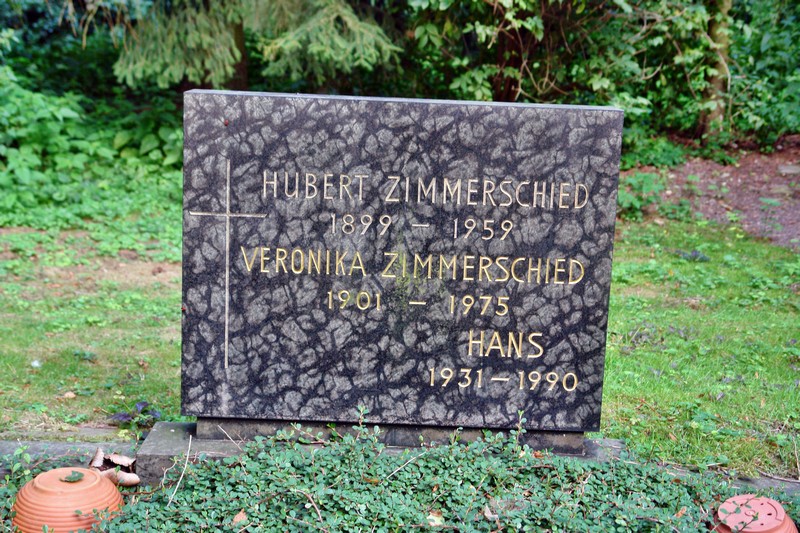 HUBERT ZIMMERSCHIED
1899 – 1959
VERONIKA ZIMMERSCHIED
1901 – 1975
HANS
1931 – 1990